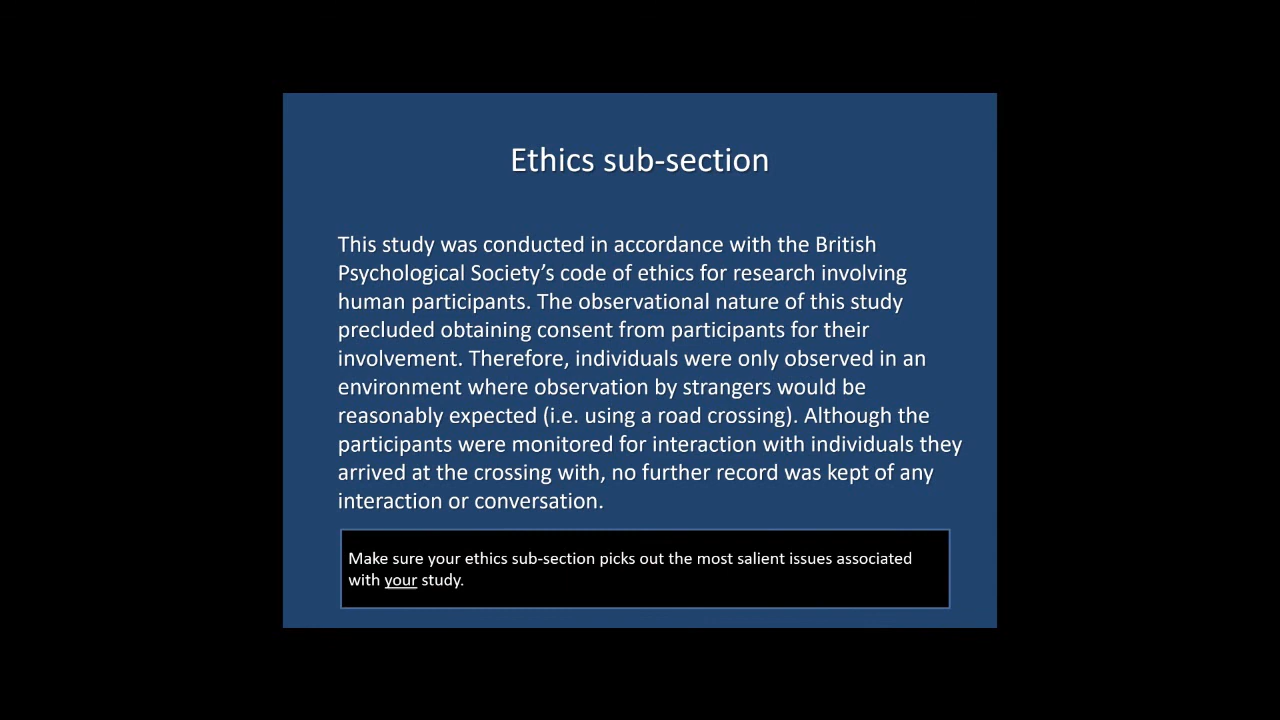 Ethics sub-section
This study was conducted in accordance with the British
Psychological Society’s code of ethics for research involving
human participants. The observational nature of this study
precluded obtaining consent from participants for their
involvement. Therefore, individuals were only observed in an
environment where observation by strangers would be
reasonably expected (i.e. using a road crossing). Although the
participants were monitored for interaction with individuals they
arrived at the crossing with, no further record was kept of any
interaction or conversation.
Make sure your ethics sub-section picks out the most salient issues associated
with your study.